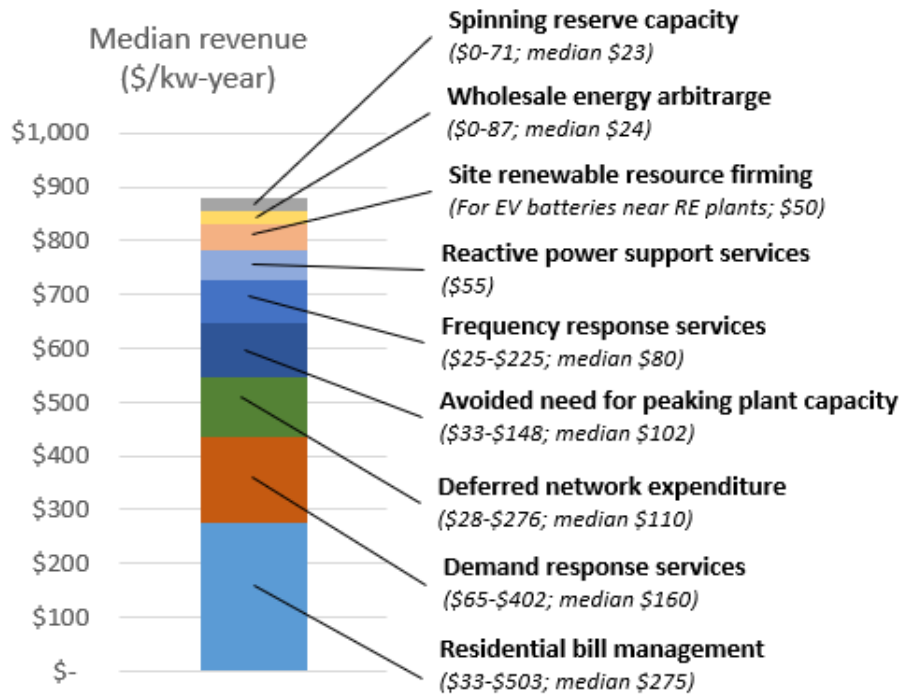 Median revenue
($/kw-year)
$1,000
$900
$800
$700
$600
$500
$400
$300
$200
$100
$-
Spinning reserve capacity
($0-71; median $23)
Wholesale energy arbitrarge
($0-87; median $24)
Site renewable resource firming
(For EV batteries near RE plants; $50)
Reactive power support services
($55)
Frequency response services
($25-$225; median $80)
Avoided need for peaking plant capacity
($33-$148; median $102)
Deferred network expenditure
($28-$276; median $110)
Demand response services
($65-$402; median $160)
Residential bill management
($33-$503; median $275)